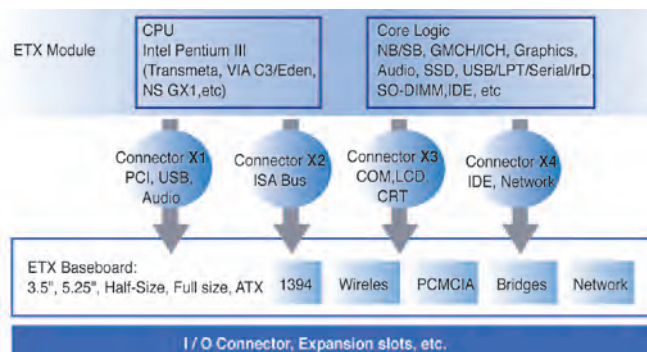 ETX Module
CPU
Intel Pentium III
(Transmeta, VIA C3/Eden,
NS GX1,etc)
Core Logic
NB/SB, GMCH/ICH, Graphics,
Audio, SSD, USB/LPT/Serial/IrD,
SO-DIMM,IDE, etc
Connector X1
PCI, USB,
Audio
Connector X2
ISA Bus
Connector X3
COM,LCD,
CRT
Connector X4
IDE, Network
ETX Baseboard:
3.5", 5.25", Half-Size, Full size, ATX
1394
Wireles
PCMCIA
Bridges
Network
I / O Connector, Expansion slots, etc.